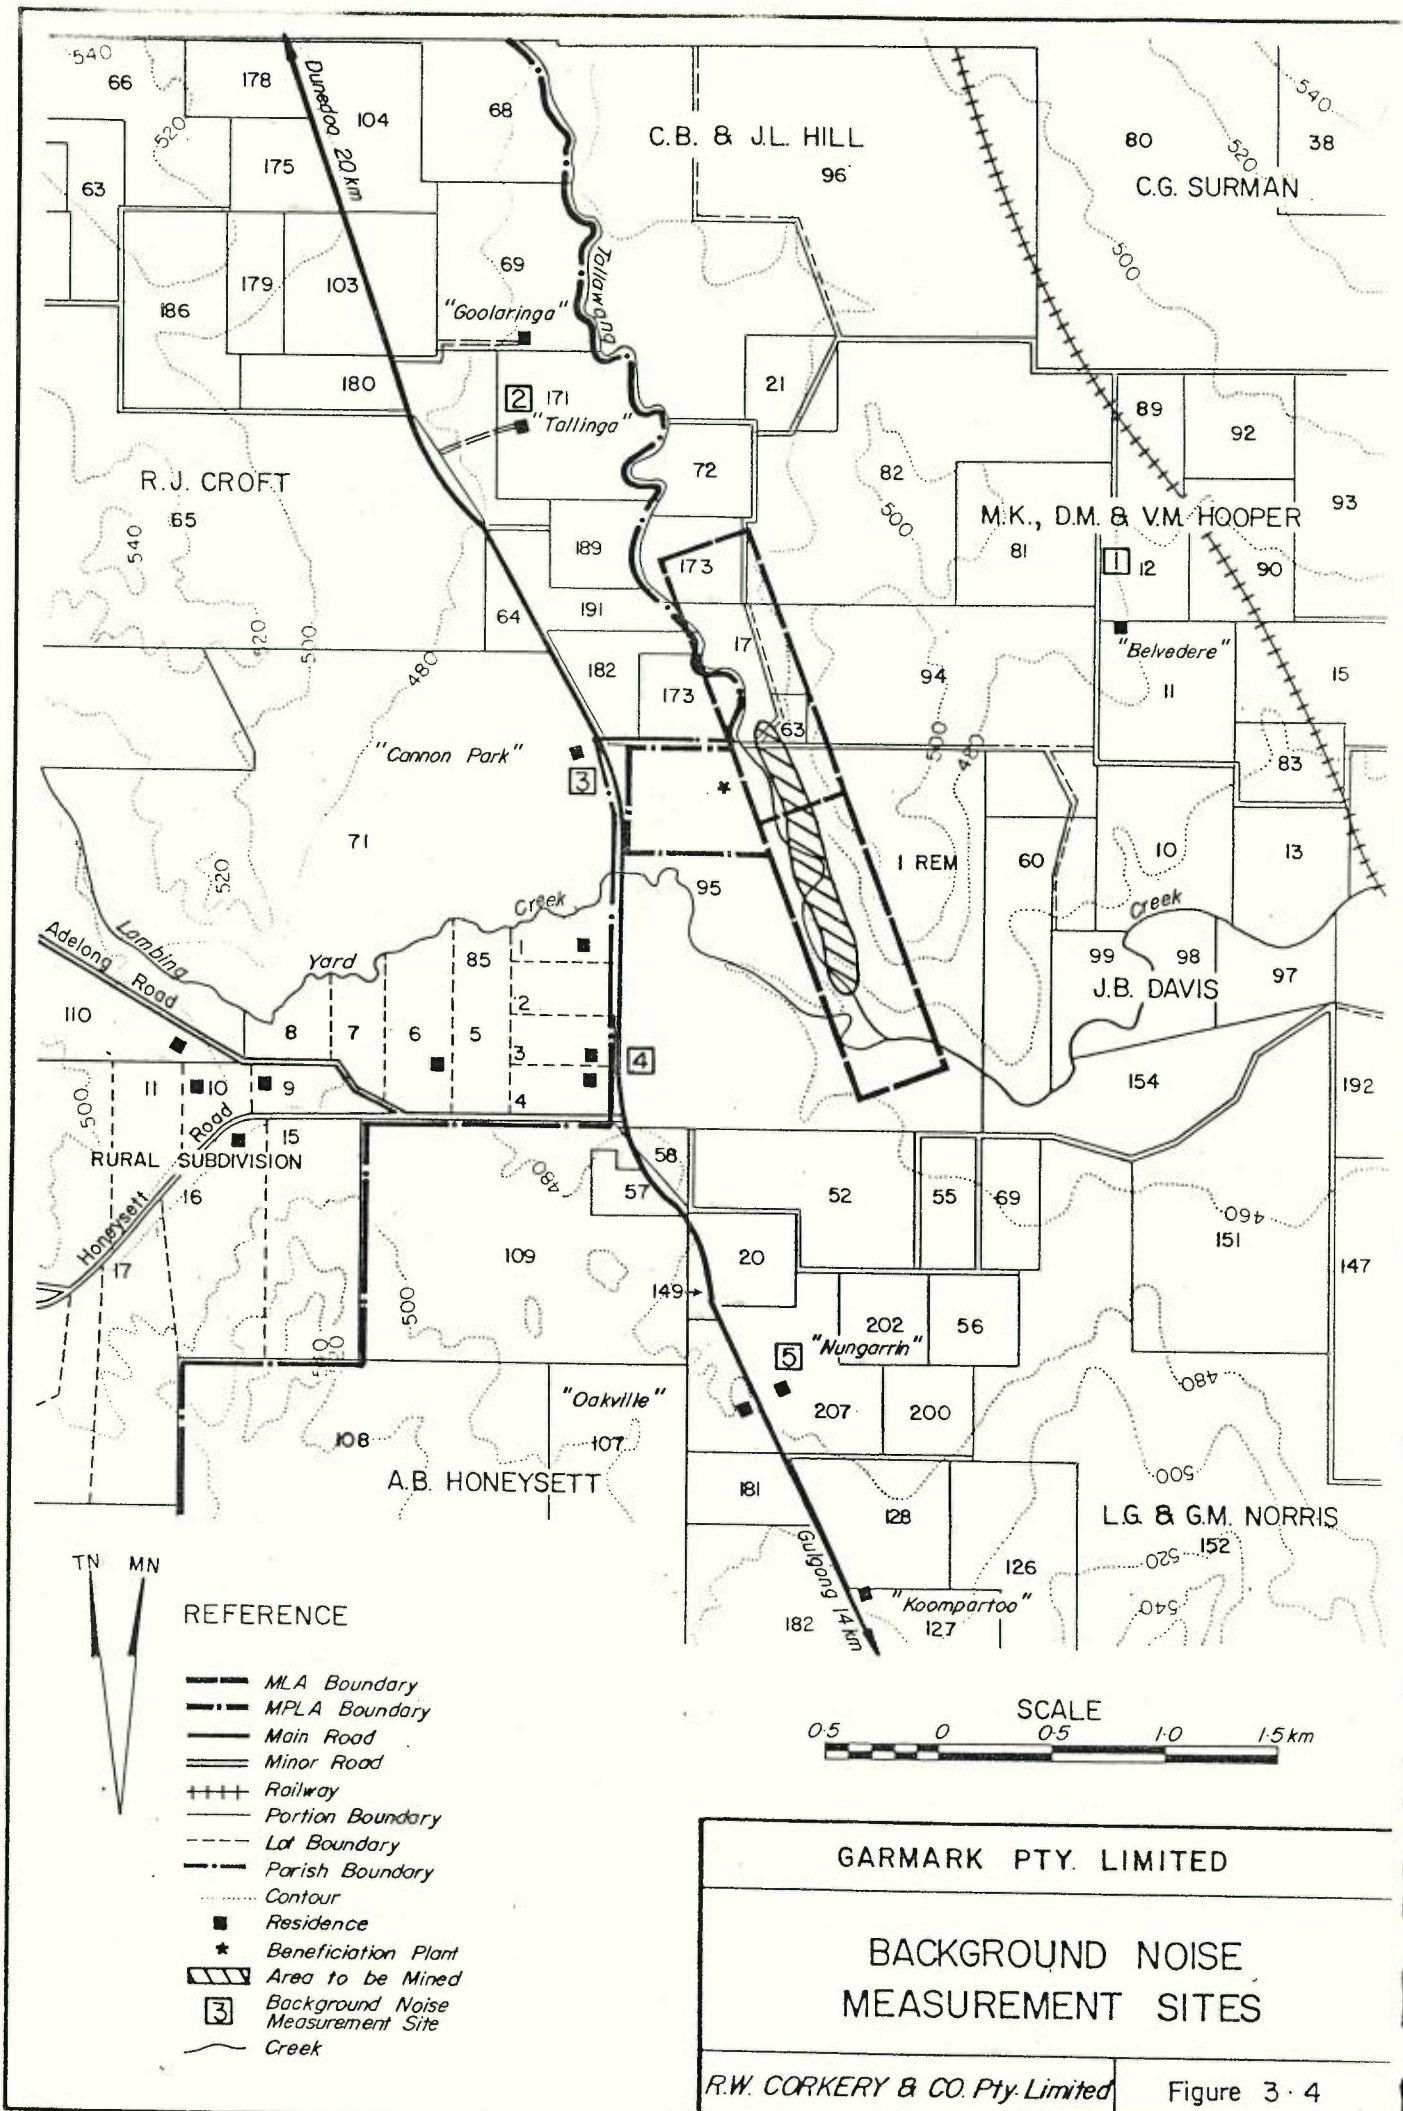 540
66
178
Dunedoo 20 km
104
68
C.B. & J.L. HILL
96
80
540
38
520
C.G. SURMAN
520
175
63
Tallawang
69
500
186
179
103
"Goolaringa"
180
21
2
171
"Tallinga"
89
92
72
82
R.J. CROFT
65
540
500
M.K., D.M. & V.M. HOOPER
93
81
1
12
90
189
173
64
191
520
500
480
17
"Belvedere"
182
173
94
11
15
63
"Cannon Park"
3
500
480
83
71
520
95
1 REM
60
10
13
Creek
Creek
Adelong Road
Lambing
Yard
85
1
99
98
97
J.B. DAVIS
2
110
8
7
6
5
3
4
4
154
192
11
10
9
500
Road
15
RURAL SUBDIVISION
16
480
58
57
52
55
69
460
151
Honeysett
17
109
20
147
149
500
202
56
"Nungarrin"
5
480
"Oakville"
207
200
108
107
A.B. HONEYSETT
500
181
128
L.G. & G.M. NORRIS
152
520
126
Gulgong 14 km
540
"Koompartoo"
182
127
TN MN
REFERENCE
MLA Boundary
MPLA Boundary
Main Road
Minor Road
Railway
Portion Boundary
Lot Boundary
Parish Boundary
Contour
Residence
Beneficiation Plant
Area to be Mined
3
Background Noise
Measurement Site
Creek
SCALE
0·5 0 0·5 1·0 1·5 km
GARMARK PTY. LIMITED
BACKGROUND NOISE
MEASUREMENT SITES
R.W. CORKERY & CO. Pty. Limited
Figure 3·4